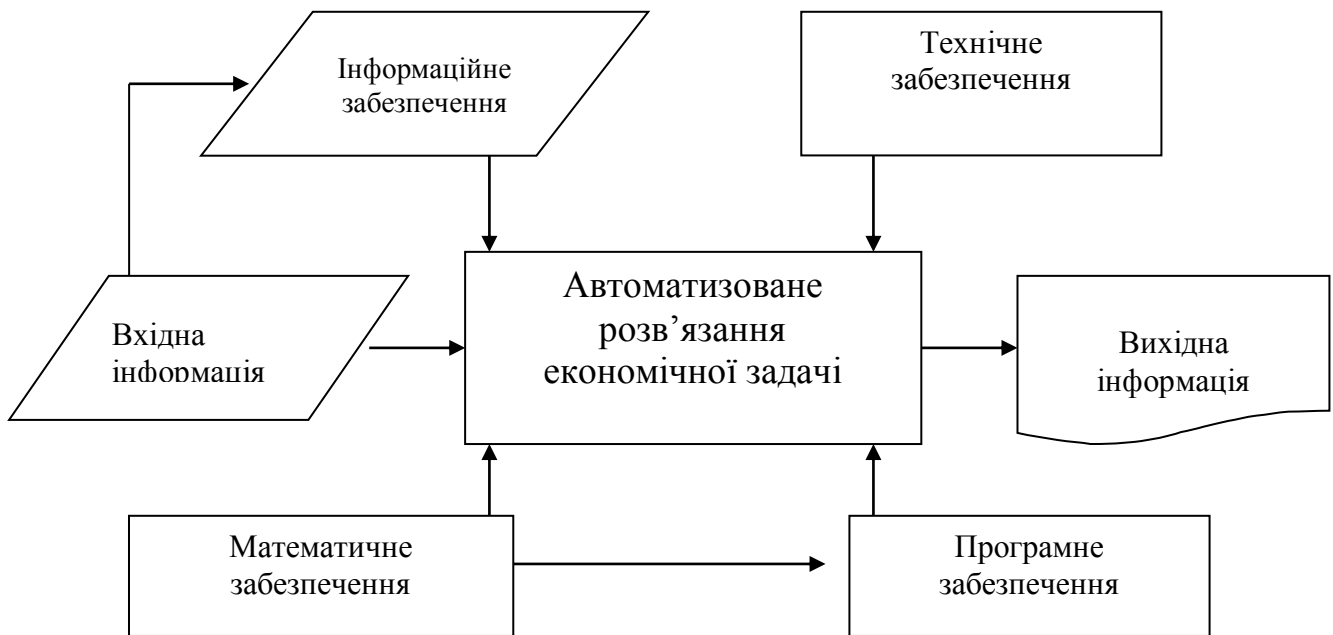 Інформаційне
забезпечення
Технічне
забезпечення
Вхідна
інформація
Автоматизоване
розв’язання
економічної задачі
Вихідна
інформація
Математичне
забезпечення
Програмне
забезпечення